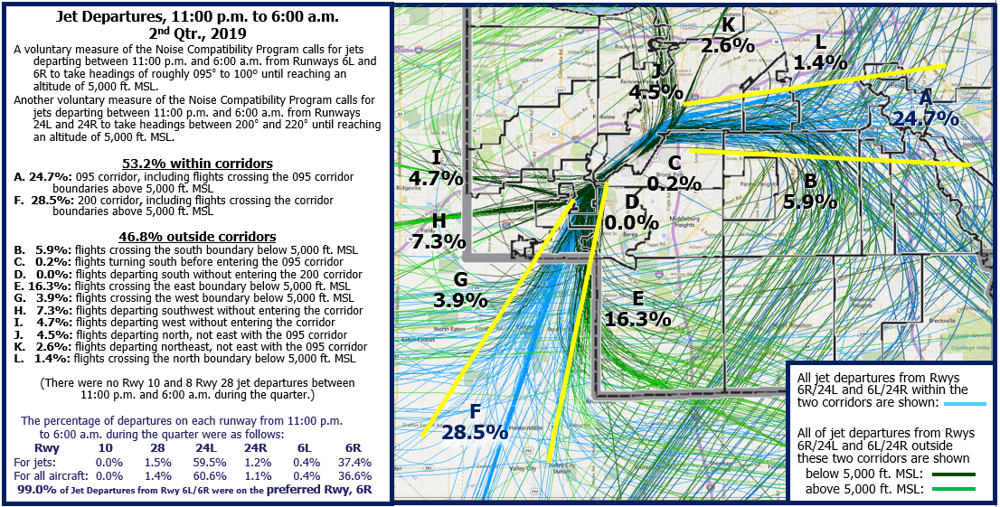 Jet Departures, 11:00 p.m. to 6:00 a.m.
2nd Qtr., 2019
A voluntary measure of the Noise Compatibility Program calls for jets
departing between 11:00 p.m. and 6:00 a.m. from Runways 6L and
6R to take headings of roughly 095° to 100° until reaching an
altitude of 5,000 ft. MSL.
Another voluntary measure of the Noise Compatibility Program calls for
jets departing between 11:00 p.m. and 6:00 a.m. from Runways
24L and 24R to take headings between 200° and 220° until reaching
an altitude of 5,000 ft. MSL.
53.2% within corridors
A. 24.7%: 095 corridor, including flights crossing the 095 corridor
boundaries above 5,000 ft. MSL
F. 28.5%: 200 corridor, including flights crossing the corridor
boundaries above 5,000 ft. MSL
46.8% outside corridors
B. 5.9%: flights crossing the south boundary below 5,000 ft. MSL
C. 0.2%: flights turning south before entering the 095 corridor
D. 0.0%: flights departing south without entering the 200 corridor
E. 16.3%: flights crossing the east boundary below 5,000 ft. MSL
G. 3.9%: flights crossing the west boundary below 5,000 ft. MSL
H. 7.3%: flights departing southwest without entering the corridor
I. 4.7%: flights departing west without entering the corridor
J. 4.5%: flights departing north, not east with the 095 corridor
K. 2.6%: flights departing northeast, not east with the 095 corridor
L. 1.4%: flights crossing the north boundary below 5,000 ft. MSL
(There were no Rwy 10 and 8 Rwy 28 jet departures between
11:00 p.m. and 6:00 a.m. during the quarter.)
The percentage of departures on each runway from 11:00 p.m.
to 6:00 a.m. during the quarter were as follows:
Rwy 10 28 24L 24R 6L 6R
For jets: 0.0% 1.5% 59.5% 1.2% 0.4% 37.4%
For all aircraft: 0.0% 1.4% 60.6% 1.1% 0.4% 36.6%
99.0% of Jet Departures from Rwy 6L/6R were on the preferred Rwy, 6R
K
2.6%
L
1.4%
J
4.5%
A
24.7%
I
4.7%
C
0.2%
B
5.9%
D
0.0%
H
7.3%
G
3.9%
E
16.3%
F
28.5%
Westlake
Ridgeville
Middleburg
Heights
North Eaton
Eaton Estates
Brecksville
Valley City
Valley City
Station
All jet departures from Rwys
6R/24L and 6L/24R within the
two corridors are shown:
All of jet departures from Rwys
6R/24L and 6L/24R outside
these two corridors are shown
below 5,000 ft. MSL:
above 5,000 ft. MSL: